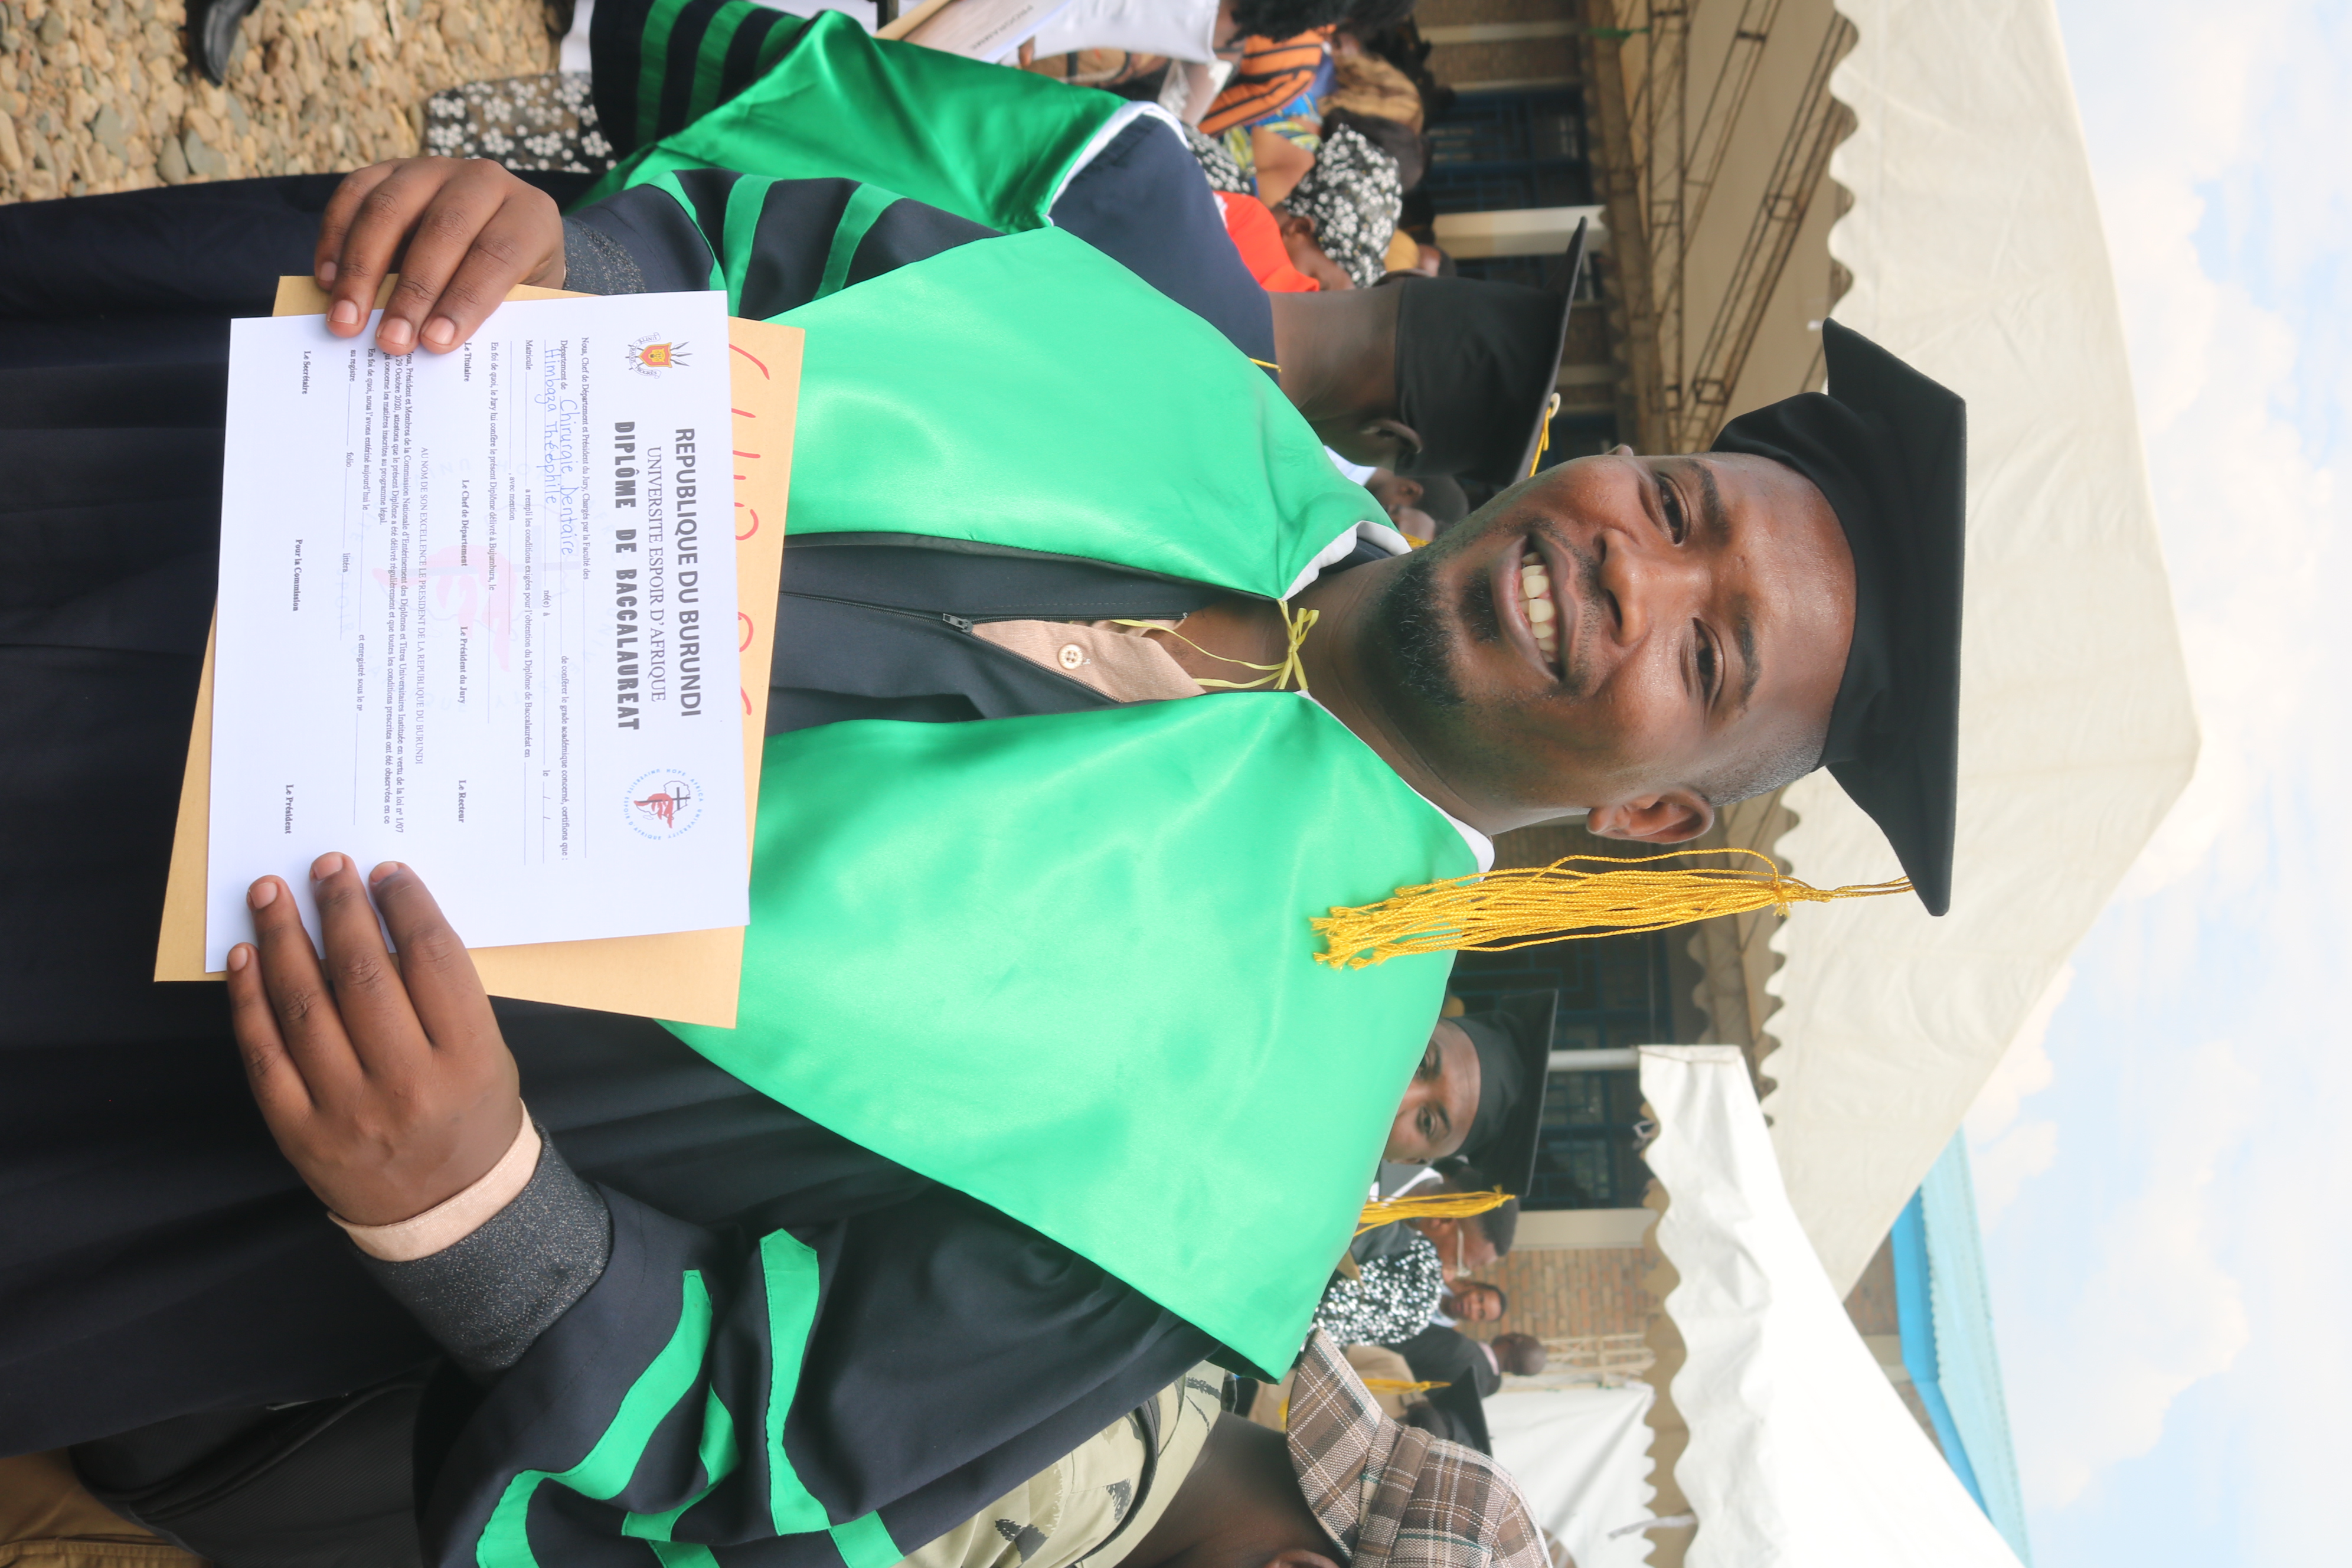 REPUBLIQUE DU BURUNDI
UNIVERSITE ESPOIR D'AFRIQUE
DIPLÔME DE BACCALAUREAT
HOPE AFRICA UNIVERSITY
UNIVERSITE ESPOIR D'AFRIQUE
Nous, Chef de Département et Président du Jury, Chargés par la Faculté des
Département de Chirurgie Dentaire de conférer le grade académique concerné, certifions que :
Himbaza Théophile né(e) à le / /
Matricule a rempli les conditions exigées pour l'obtention du Diplôme de Baccalauréat en
, avec mention
En foi de quoi, le Jury lui confère le présent Diplôme délivré à Bujumbura, le
Le Titulaire Le Chef de Département Le Président du Jury Le Recteur
AU NOM DE SON EXCELLENCE LE PRESIDENT DE LA REPUBLIQUE DU BURUNDI
Nous, Président et Membres de la Commission Nationale d'Entérinement des Diplômes et Titres Universitaires Instituée en vertu de la loi n° 1/07
29 Octobre 2020, attestons que le présent Diplôme a été délivré régulièrement et que toutes les conditions prescrites ont été observées en ce
qui concerne les matières inscrites au programme légal.
En foi de quoi, nous l'avons entériné aujourd'hui le et enregistré sous le n°
au registre folio littéra
Le Secrétaire Pour la Commission Le Président